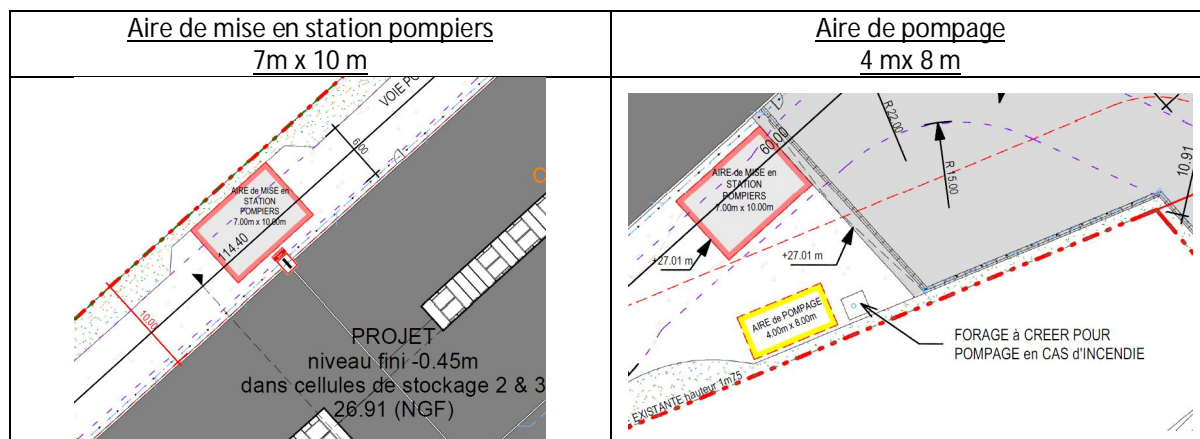 Aire de mise en station pompiers
7m x 10 m
Aire de pompage
4 mx 8 m
VOIE PO
6.00
AIRE de MISE en
STATION
POMPIERS
7.00m x 10.00m
114.40
10.00
C
PROJET
niveau fini -0.45m
dans cellules de stockage 2 & 3
26.91 (NGF)
60.00
R 22.00
R 15.00
10.91
AIRE de MISE en
STATION
POMPIERS
7.00m x 10.00m
+27.01 m
+27.01 m
AIRE de POMPAGE
4.00m x 8.00m
FORAGE à CREER POUR
POMPAGE en CAS d'INCENDIE
EXISTANTE hauteur 1m75